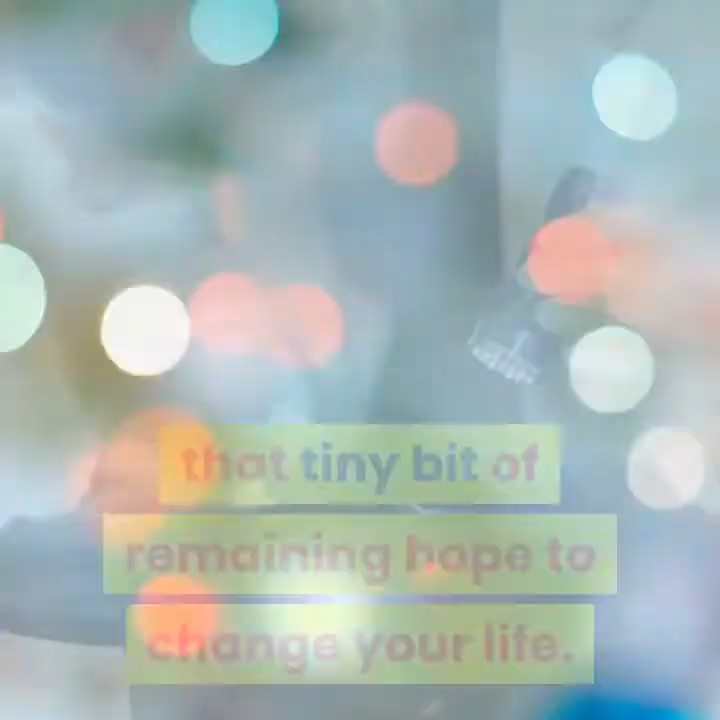 that tiny bit of
remaining hope to
change your life.